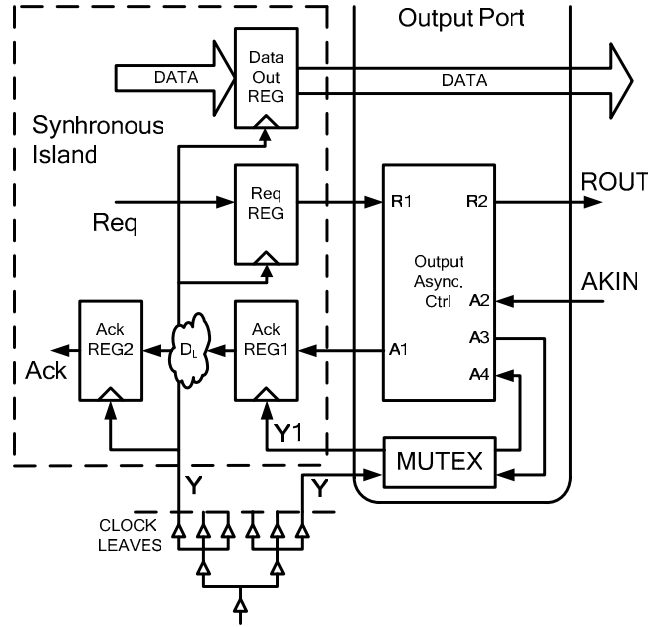 Output Port
Data
Out
REG
DATA
DATA
Synhronous
Island
Req
REG
R1
R2
ROUT
Req
Output
Async.
Ctrl
A2
AKIN
Ack
REG2
DL
Ack
REG1
A1
A3
Ack
A4
Y1
MUTEX
Y
Y
CLOCK
LEAVES